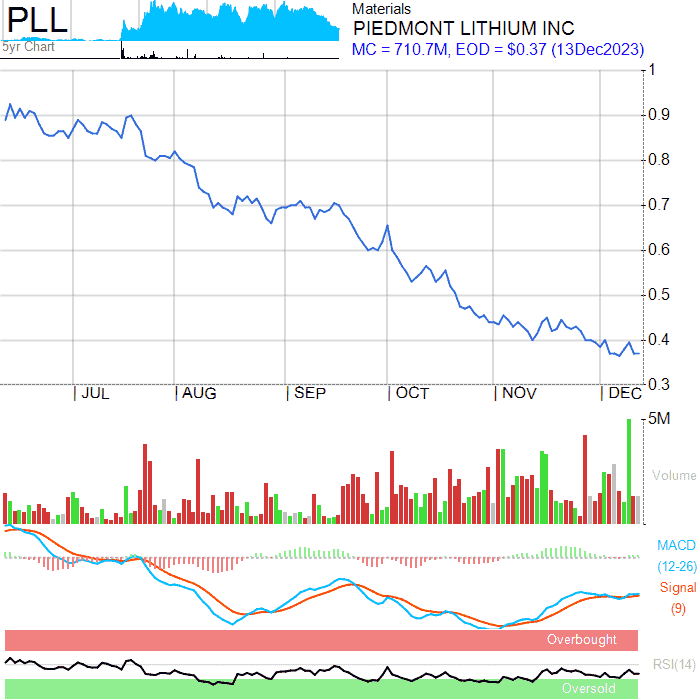 PLL
5yr Chart
Materials
PIEDMONT LITHIUM INC
MC = 710.7M, EOD = $0.37 (13Dec2023)
1
0.9
0.8
0.7
0.6
0.5
0.4
0.3
| JUL | AUG | SEP | OCT | NOV | DEC
5M
Volume
MACD
(12-26)
Signal
(9)
Overbought
RSI(14)
Oversold